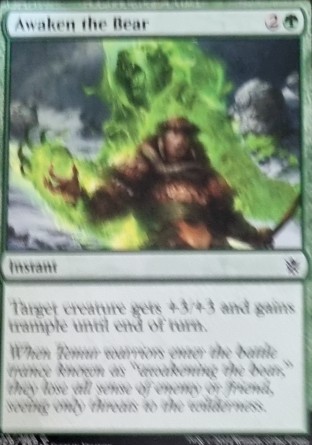 Awaken the Bear 2
Instant
Target creature gets +3/+3 and gains
trample until end of turn.
When Temur warriors enter the battle
trance known as "awakening the bear,"
they lose all sense of enemy or friend,
seeing only threats to the wilderness.